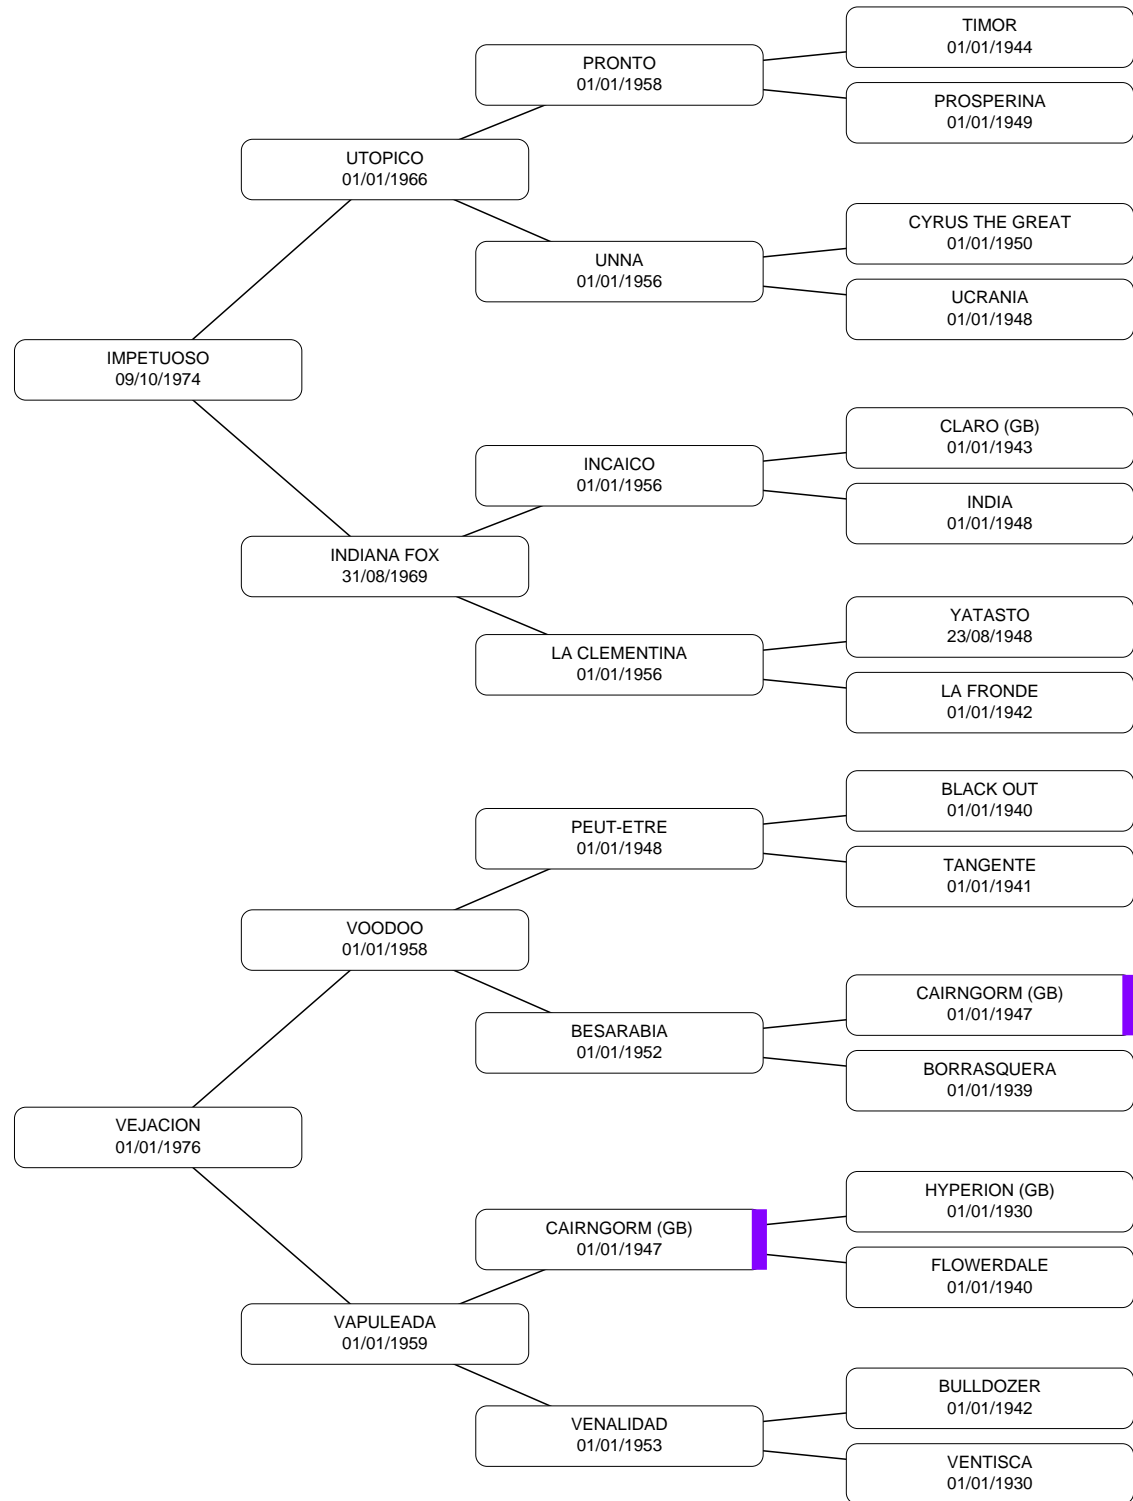 TIMOR
01/01/1944
PRONTO
01/01/1958
PROSPERINA
01/01/1949
UTOPICO
01/01/1966
CYRUS THE GREAT
01/01/1950
UNNA
01/01/1956
UCRANIA
01/01/1948
IMPETUOSO
09/10/1974
CLARO (GB)
01/01/1943
INCAICO
01/01/1956
INDIA
01/01/1948
INDIANA FOX
31/08/1969
YATASTO
23/08/1948
LA CLEMENTINA
01/01/1956
LA FRONDE
01/01/1942
BLACK OUT
01/01/1940
PEUT-ETRE
01/01/1948
TANGENTE
01/01/1941
VOODOO
01/01/1958
CAIRNGORM (GB)
01/01/1947
BESARABIA
01/01/1952
BORRASQUERA
01/01/1939
VEJACION
01/01/1976
HYPERION (GB)
01/01/1930
CAIRNGORM (GB)
01/01/1947
FLOWERDALE
01/01/1940
VAPULEADA
01/01/1959
BULLDOZER
01/01/1942
VENALIDAD
01/01/1953
VENTISCA
01/01/1930